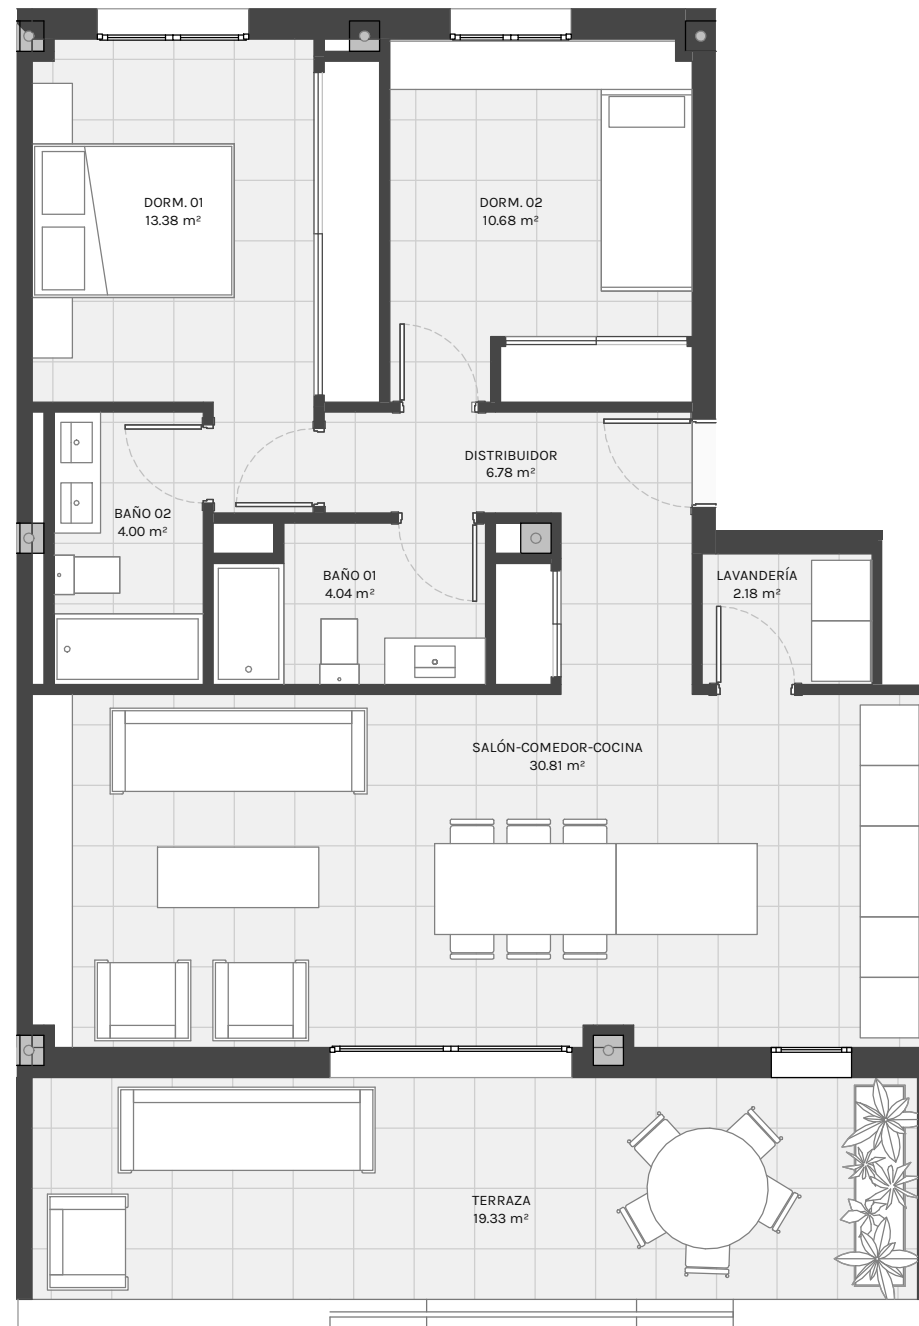 DORM. 01
13.38 m²
DORM. 02
10.68 m²
DISTRIBUIDOR
6.78 m²
BAÑO 02
4.00 m²
BAÑO 01
4.04 m²
LAVANDERÍA
2.18 m²
SALÓN-COMEDOR-COCINA
30.81 m²
TERRAZA
19.33 m²